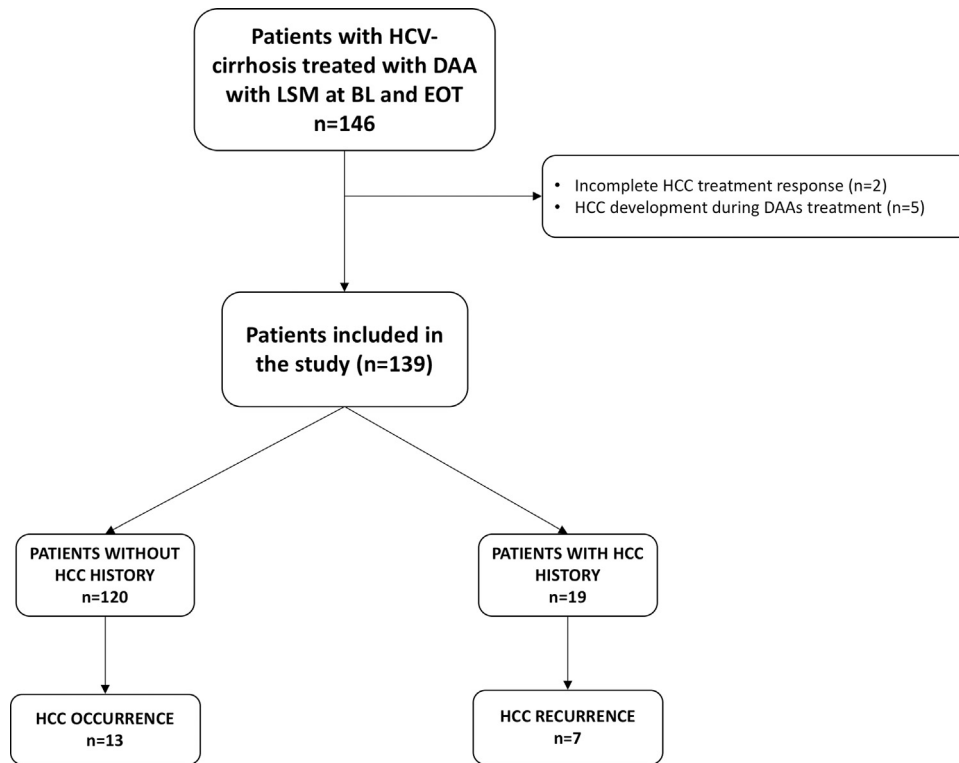 Patients with HCV-
cirrhosis treated with DAA
with LSM at BL and EOT
n=146
• Incomplete HCC treatment response (n=2)
• HCC development during DAAs treatment (n=5)
Patients included in
the study (n=139)
PATIENTS WITHOUT
HCC HISTORY
n=120
PATIENTS WITH HCC
HISTORY
n=19
HCC OCCURRENCE
n=13
HCC RECURRENCE
n=7